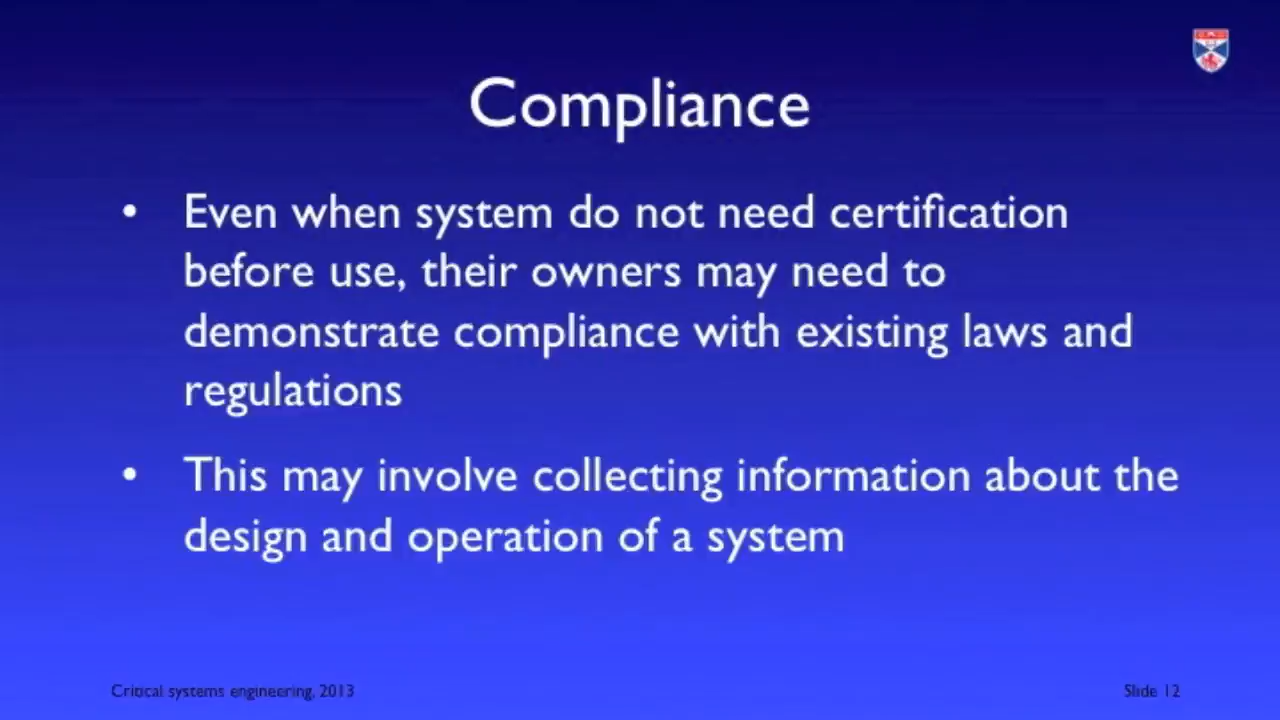 Compliance
• Even when system do not need certification
before use, their owners may need to
demonstrate compliance with existing laws and
regulations
• This may involve collecting information about the
design and operation of a system
Critical systems engineering, 2013
Slide 12